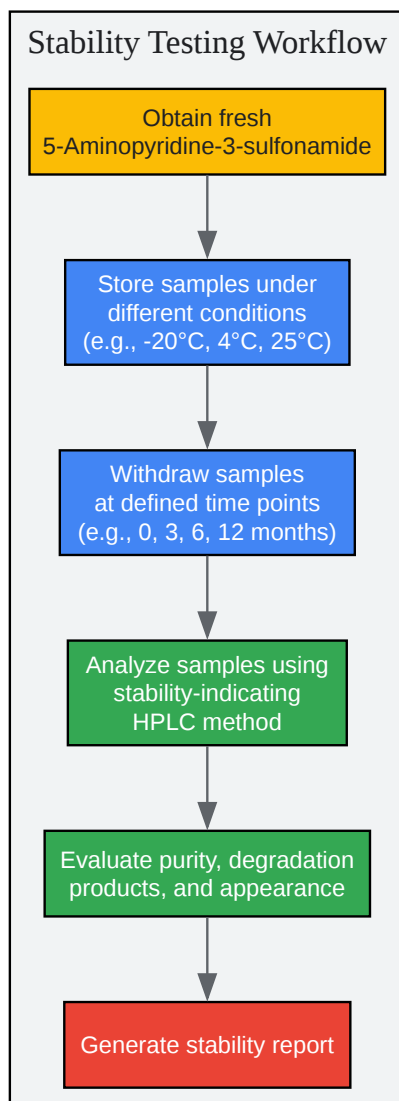 Stability Testing Workflow
Obtain fresh
5-Aminopyridine-3-sulfonamide
Store samples under
different conditions
(e.g., -20°C, 4°C, 25°C)
Withdraw samples
at defined time points
(e.g., 0, 3, 6, 12 months)
Analyze samples using
stability-indicating
HPLC method
Evaluate purity, degradation
products, and appearance
Generate stability report